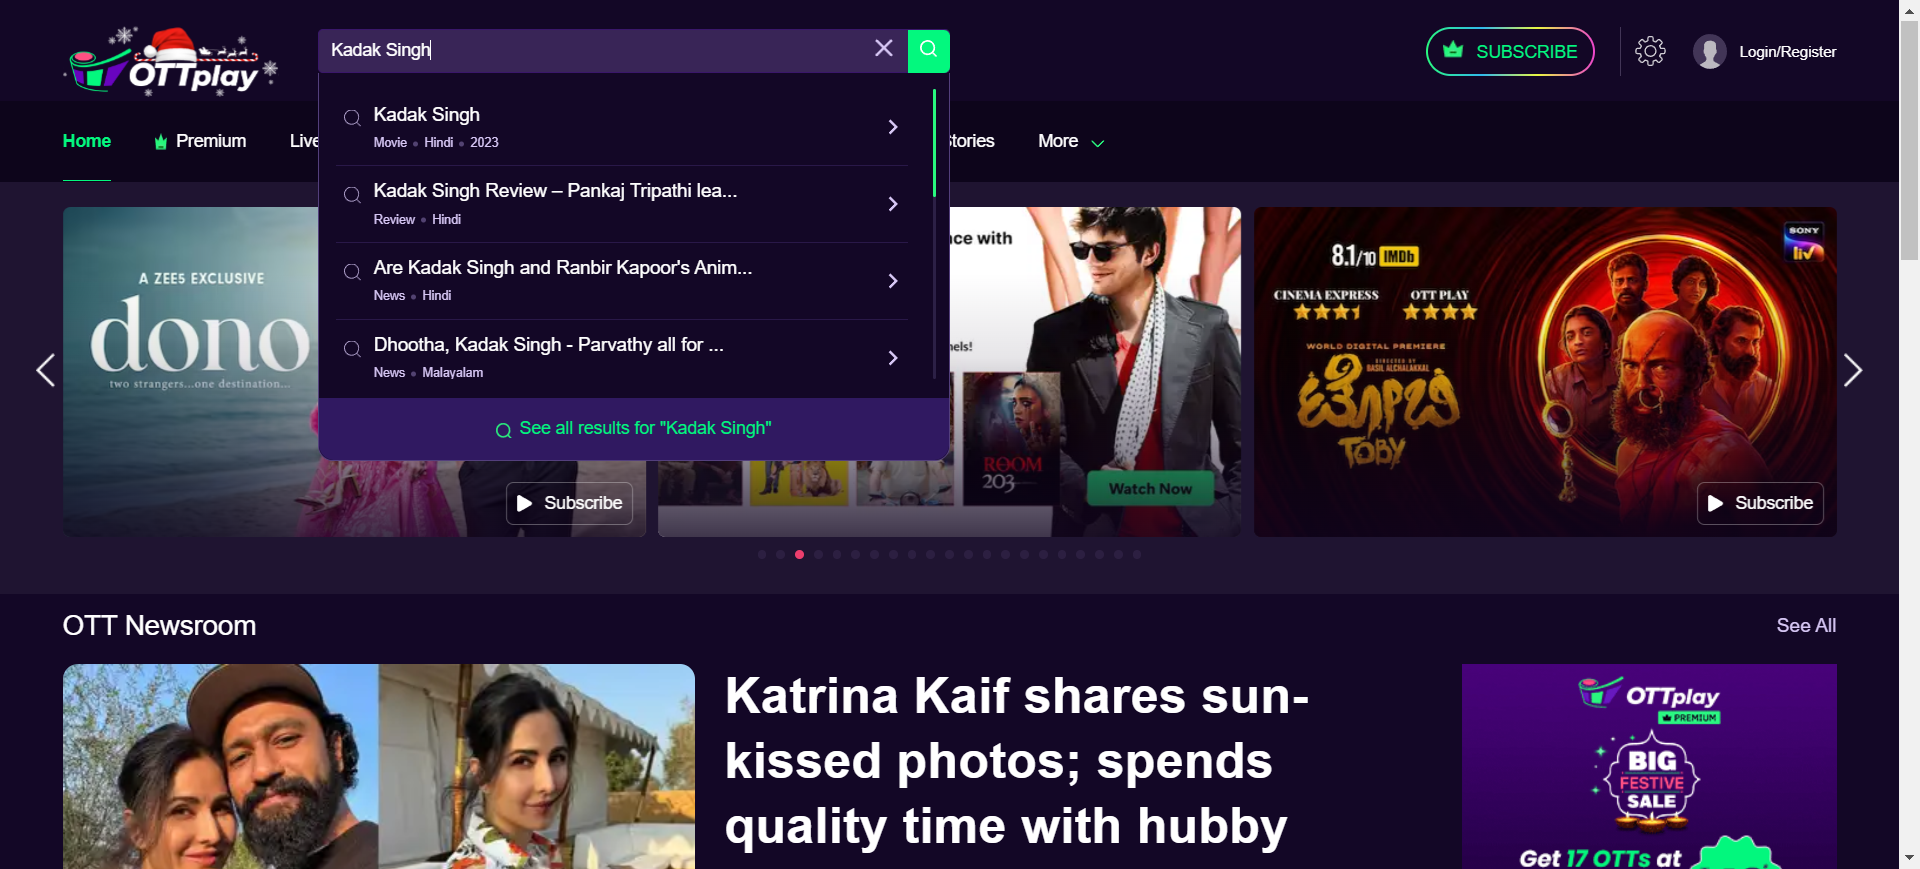 OTTplay
Kadak Singh
SUBSCRIBE
Login/Register
Home
Premium
Live
Stories
More
Kadak Singh
Movie • Hindi • 2023
Kadak Singh Review – Pankaj Tripathi lea...
Review • Hindi
Are Kadak Singh and Ranbir Kapoor's Anim...
News • Hindi
Dhootha, Kadak Singh - Parvathy all for ...
News • Malayalam
See all results for "Kadak Singh"
A ZEE5 EXCLUSIVE
dono
two strangers...one destination...
Subscribe
with
ROOM
203
Watch Now
8.1/10 IMDb
SONY
liv
CINEMA EXPRESS
OTT PLAY
WORLD DIGITAL PREMIERE
DIRECTED BY
BASIL ALCHALAKKAL
ಟೋಬಿ
TOBY
Subscribe
OTT Newsroom
See All
Katrina Kaif shares sun-
kissed photos; spends
quality time with hubby
OTTplay
PREMIUM
BIG
FESTIVE
SALE
Get 17 OTTs at